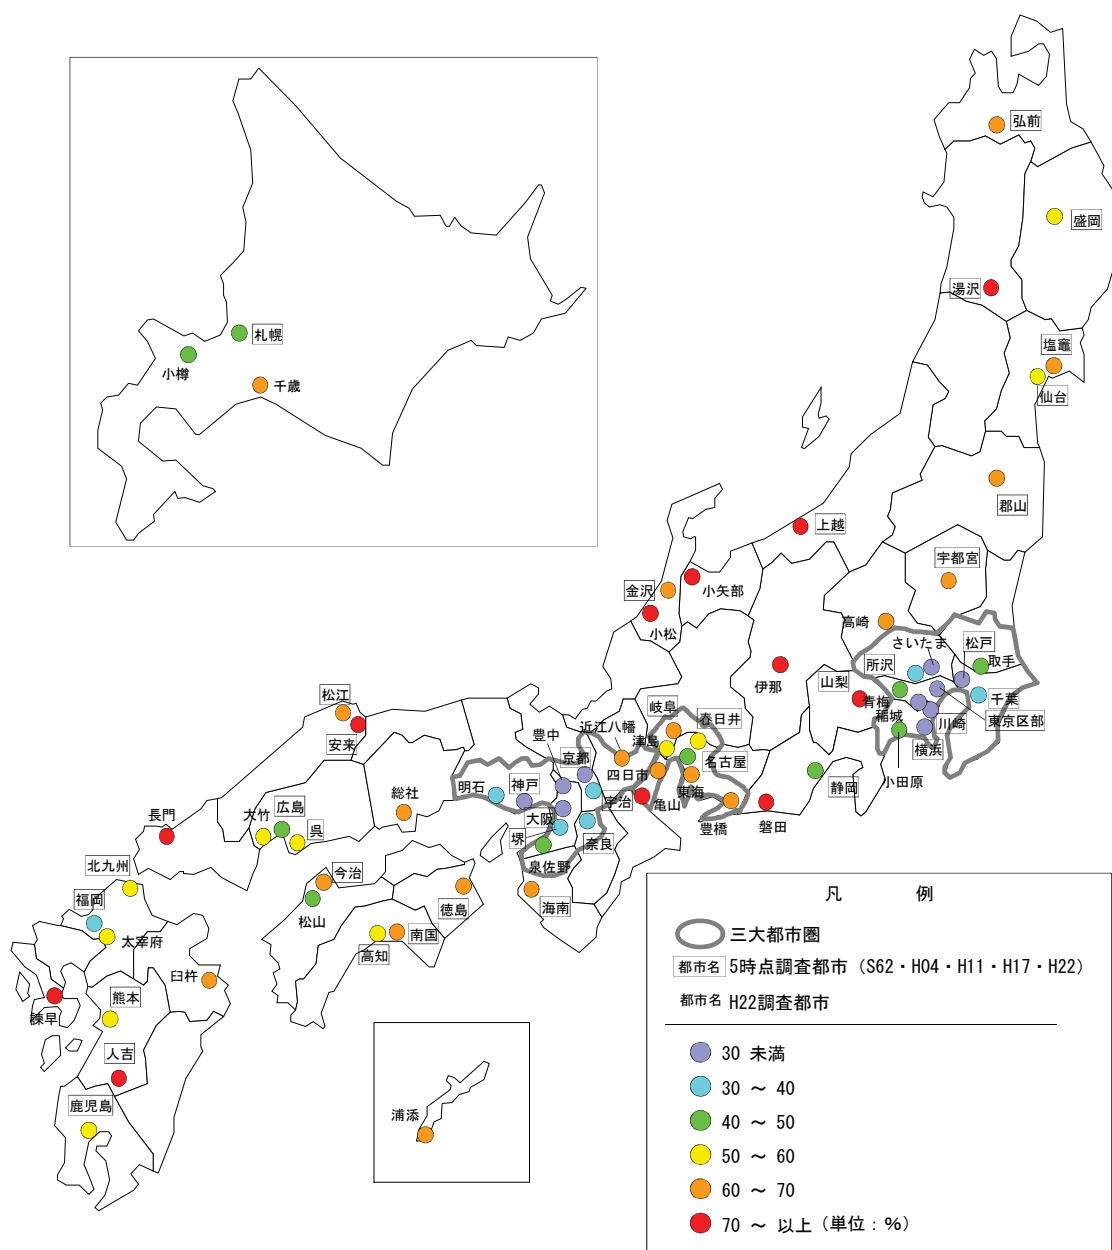 弘前
盛岡
湯沢
塩竈
仙台
札幌
小樽
千歳
郡山
上越
宇都宮
金沢
小矢部
小松
高崎
さいたま
松戸
所沢
取手
伊那
山梨
青梅
千葉
稲城
川崎
東京区部
横浜
小田原
松江
安来
近江八幡
岐阜
春日井
津島
豊中
京都
四日市
名古屋
静岡
明石
神戸
宇治
亀山
東海
大阪
豊橋
磐田
堺
奈良
泉佐野
長門
大竹
広島
呉
総社
北九州
今治
海南
福岡
松山
徳島
太宰府
高知
南国
臼杵
諫早
熊本
人吉
鹿児島
浦添
凡 例
三大都市圏
都市名 5時点調査都市（S62・H04・H11・H17・H22）
都市名 H22調査都市
30 未満
30 ～ 40
40 ～ 50
50 ～ 60
60 ～ 70
70 ～ 以上（単位：%）